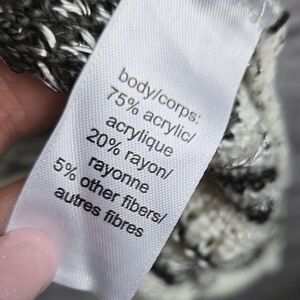 body/corps:
75% acrylic/
acrylique
20% rayon/
rayonne
5% other fibers/
autres fibres